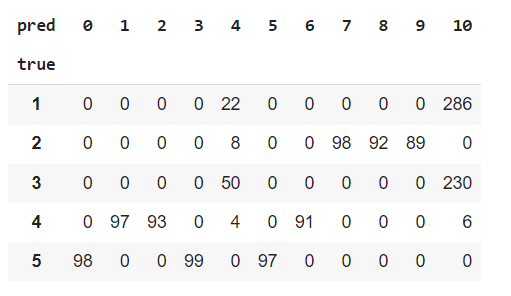 pred 0 1 2 3 4 5 6 7 8 9 10
true
1 0 0 0 0 22 0 0 0 0 0 286
2 0 0 0 0 8 0 0 98 92 89 0
3 0 0 0 0 50 0 0 0 0 0 230
4 0 97 93 0 4 0 91 0 0 0 6
5 98 0 0 99 0 97 0 0 0 0 0